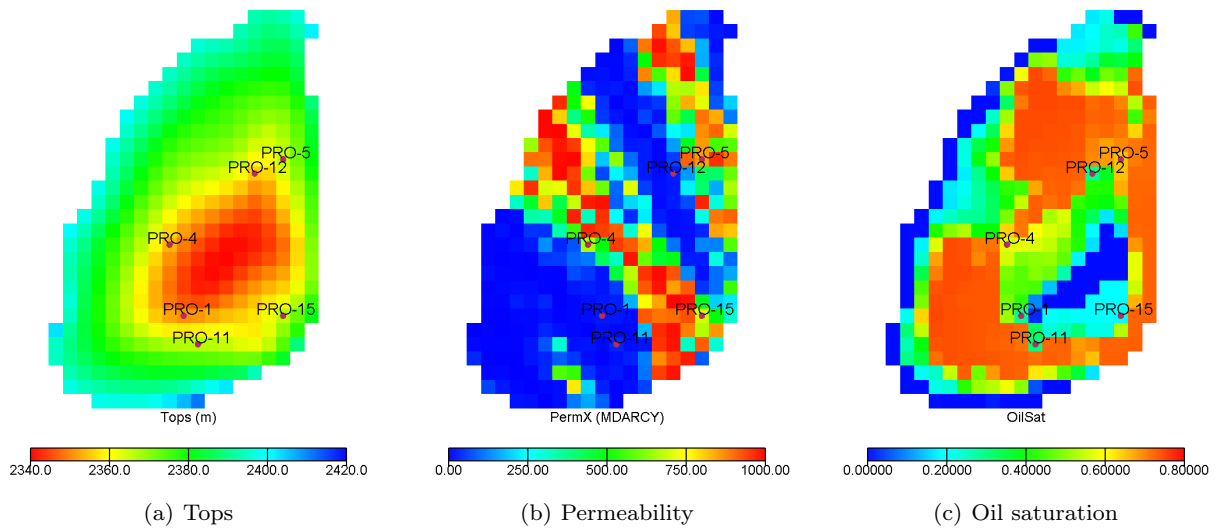 PRO-5
PRO-12
PRO-4
PRO-1
PRO-15
PRO-11
Tops (m)
2340.0 2360.0 2380.0 2400.0 2420.0
(a) Tops
PRO-5
PRO-12
PRO-4
PRO-1
PRO-15
PRO-11
PermX (MDARCY)
0.00 250.00 500.00 750.00 1000.00
(b) Permeability
PRO-5
PRO-12
PRO-4
PRO-1
PRO-15
PRO-11
OilSat
0.00000 0.20000 0.40000 0.60000 0.80000
(c) Oil saturation